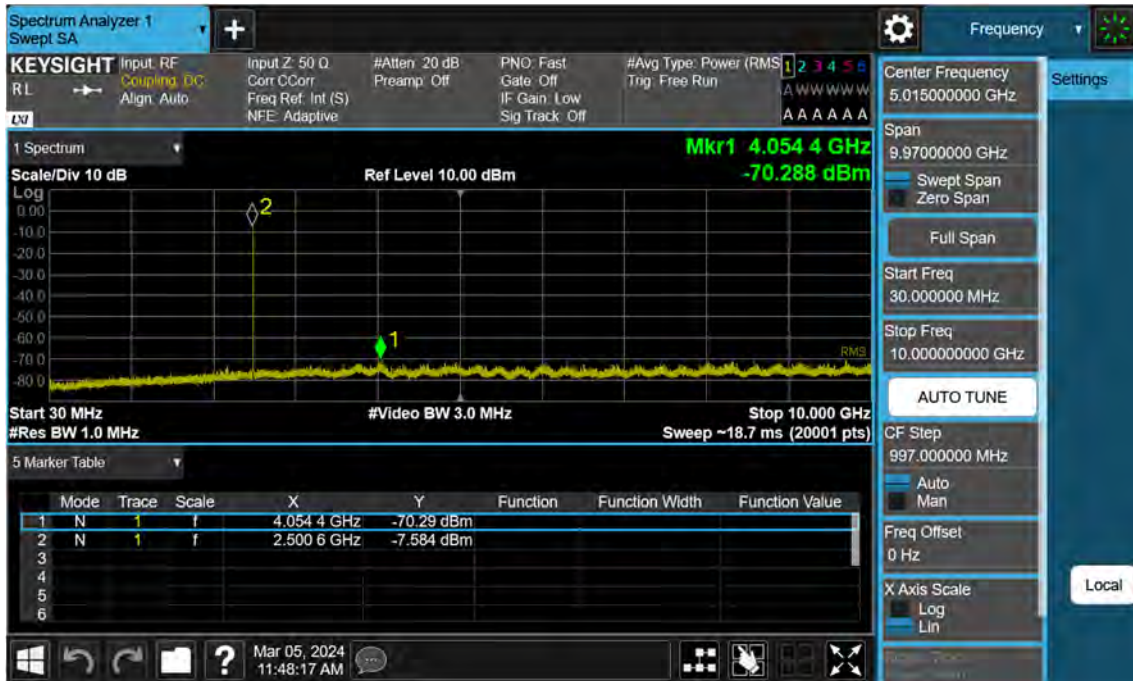 Spectrum Analyzer 1
Swept SA
+
Frequency
KEYSIGHT
RL
LXI
Input: RF
Coupling: DC
Align: Auto
Input Z: 50 Ω
Corr CCorr
Freq Ref: Int (S)
NFE: Adaptive
#Atten: 20 dB
Preamp: Off
PNO: Fast
Gate: Off
IF Gain: Low
Sig Track: Off
#Avg Type: Power (RMS
Trig: Free Run
1 2 3 4 5 6
A W W W W W
A A A A A A
1 Spectrum
Scale/Div 10 dB
Ref Level 10.00 dBm
Mkr1 4.054 4 GHz
-70.288 dBm
Log
0.00
-10.0
-20.0
-30.0
-40.0
-50.0
-60.0
-70.0
-80.0
2
1
RMS
Start 30 MHz
#Video BW 3.0 MHz
Stop 10.000 GHz
#Res BW 1.0 MHz
Sweep ~18.7 ms (20001 pts)
5 Marker Table
Mode Trace Scale X Y Function Function Width Function Value
1 N 1 f 4.054 4 GHz -70.29 dBm
2 N 1 f 2.500 6 GHz -7.584 dBm
3
4
5
6
?
Mar 05, 2024
11:48:17 AM
Center Frequency
5.015000000 GHz
Settings
Span
9.97000000 GHz
Swept Span
Zero Span
Full Span
Start Freq
30.000000 MHz
Stop Freq
10.000000000 GHz
AUTO TUNE
CF Step
997.000000 MHz
Auto
Man
Freq Offset
0 Hz
X Axis Scale
Log
Lin
Local